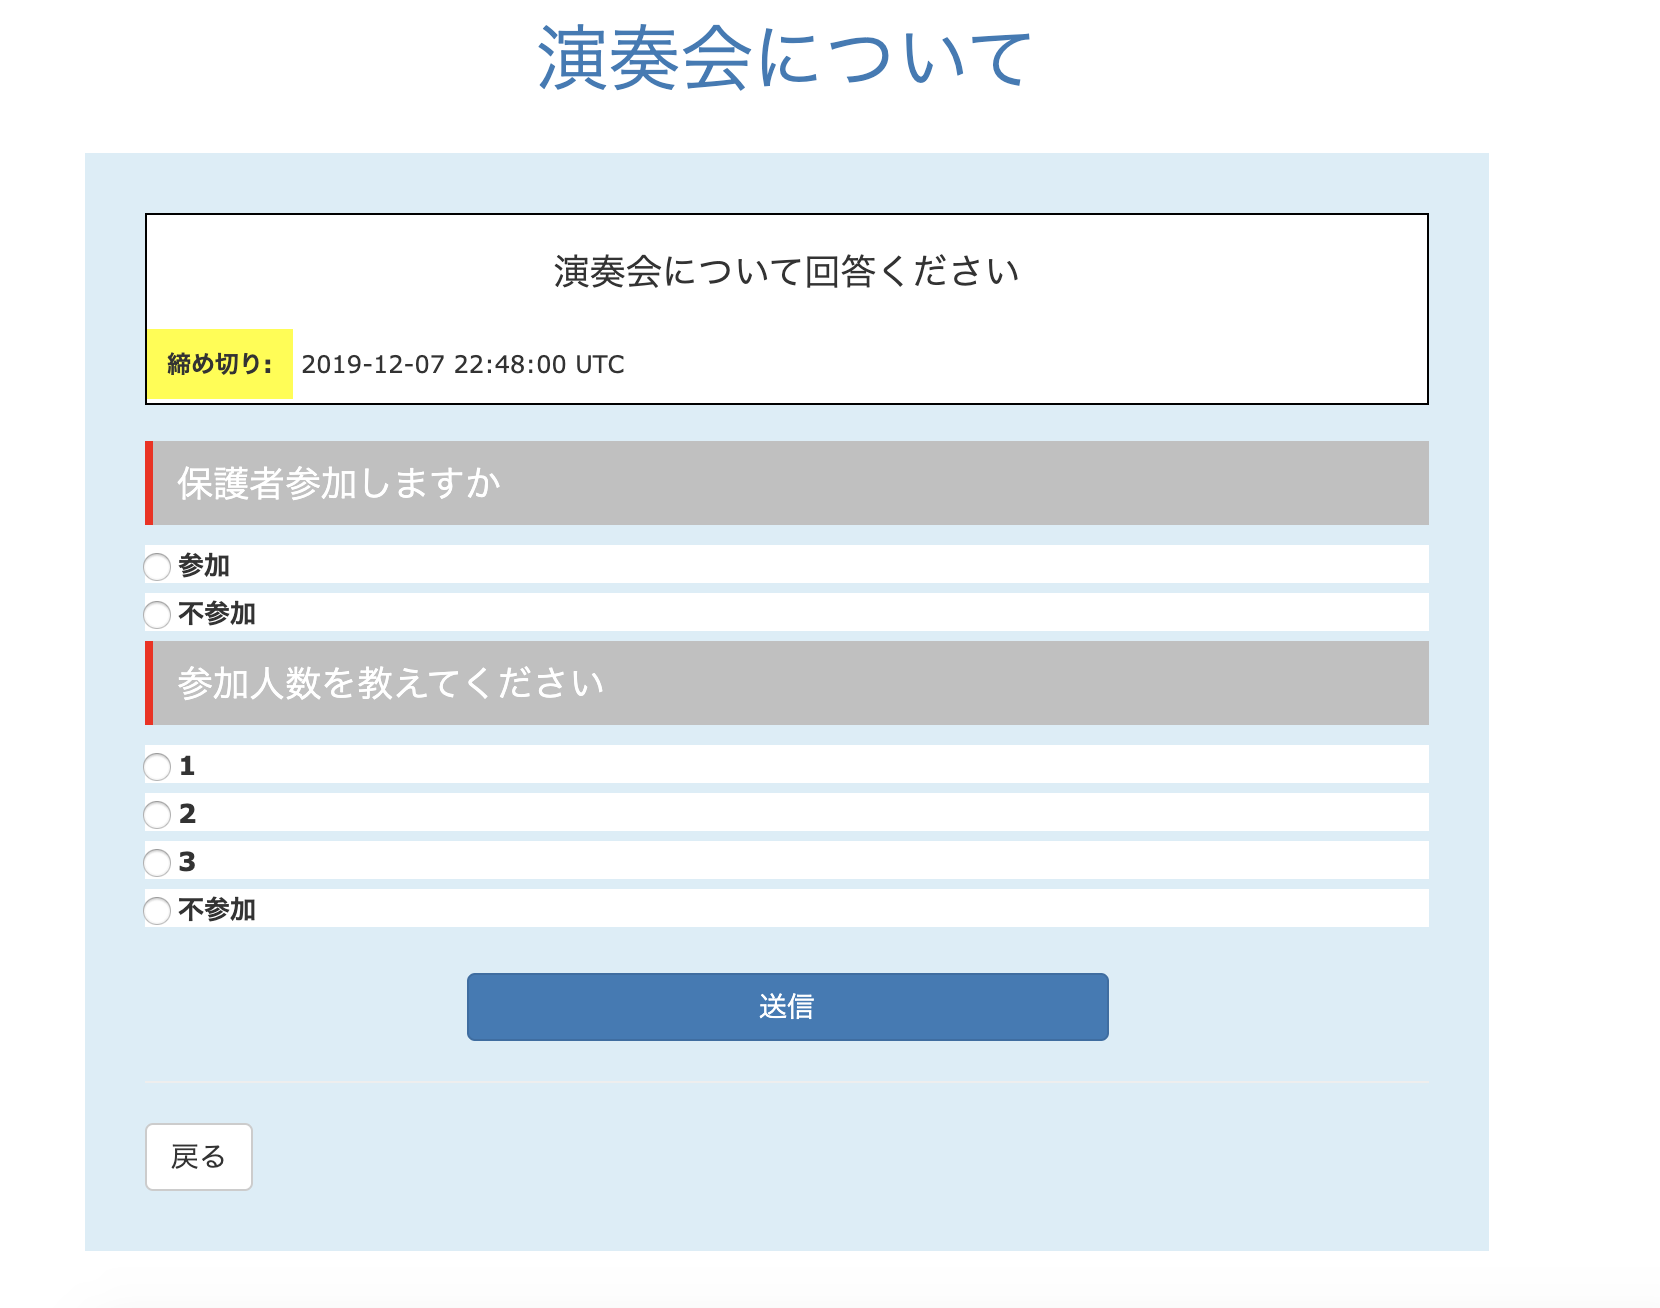 演奏会について
演奏会について回答ください
締め切り: 2019-12-07 22:48:00 UTC
保護者参加しますか
参加
不参加
参加人数を教えてください
1
2
3
不参加
送信
戻る